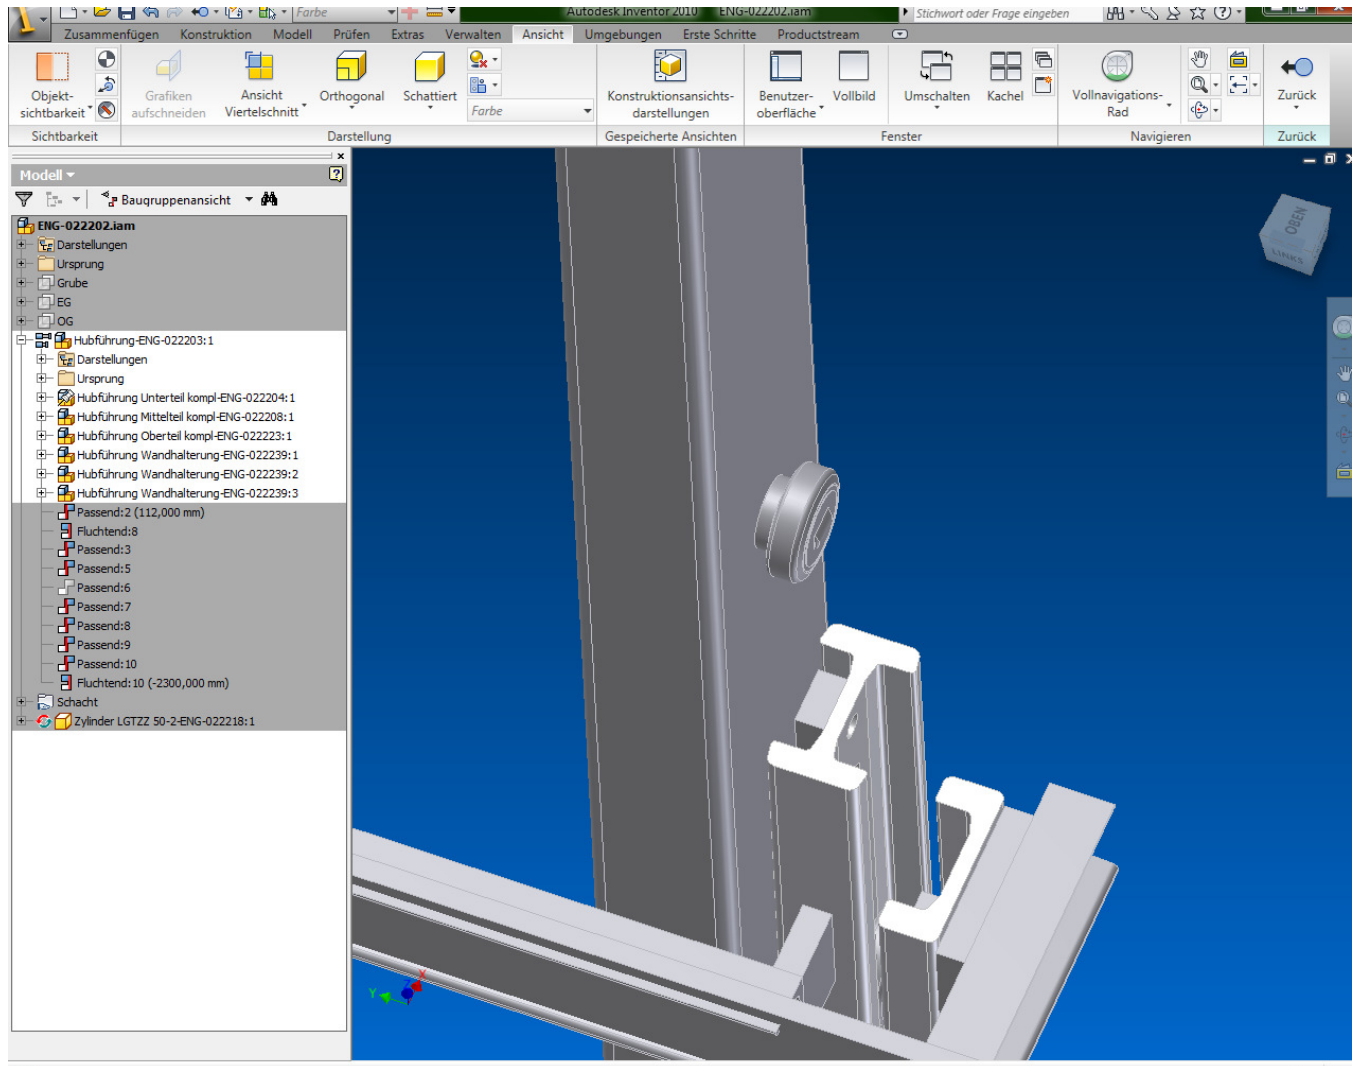 Farbe
Autodesk Inventor 2010 ENG-022202.iam
Stichwort oder Frage eingeben
Zusammenfügen Konstruktion Modell Prüfen Extras Verwalten Ansicht Umgebungen Erste Schritte Productstream
Objekt-
sichtbarkeit
Grafiken
aufschneiden
Ansicht
Viertelschnitt
Orthogonal
Schattiert
Farbe
Konstruktionsansichts-
darstellungen
Benutzer-
oberfläche
Vollbild
Umschalten
Kachel
Vollnavigations-
Rad
Zurück
Sichtbarkeit
Darstellung
Gespeicherte Ansichten
Fenster
Navigieren
Zurück
Modell
Baugruppenansicht
ENG-022202.iam
Darstellungen
Ursprung
Grube
EG
OG
Hubführung-ENG-022203:1
Darstellungen
Ursprung
Hubführung Unterteil kompl-ENG-022204:1
Hubführung Mittelteil kompl-ENG-022208:1
Hubführung Oberteil kompl-ENG-022223:1
Hubführung Wandhalterung-ENG-022239:1
Hubführung Wandhalterung-ENG-022239:2
Hubführung Wandhalterung-ENG-022239:3
Passend:2 (112,000 mm)
Fluchtend:8
Passend:3
Passend:5
Passend:6
Passend:7
Passend:8
Passend:9
Passend:10
Fluchtend:10 (-2300,000 mm)
Schacht
Zylinder LGTZZ 50-2-ENG-022218:1
OBEN
LINKS
X
Y
Z